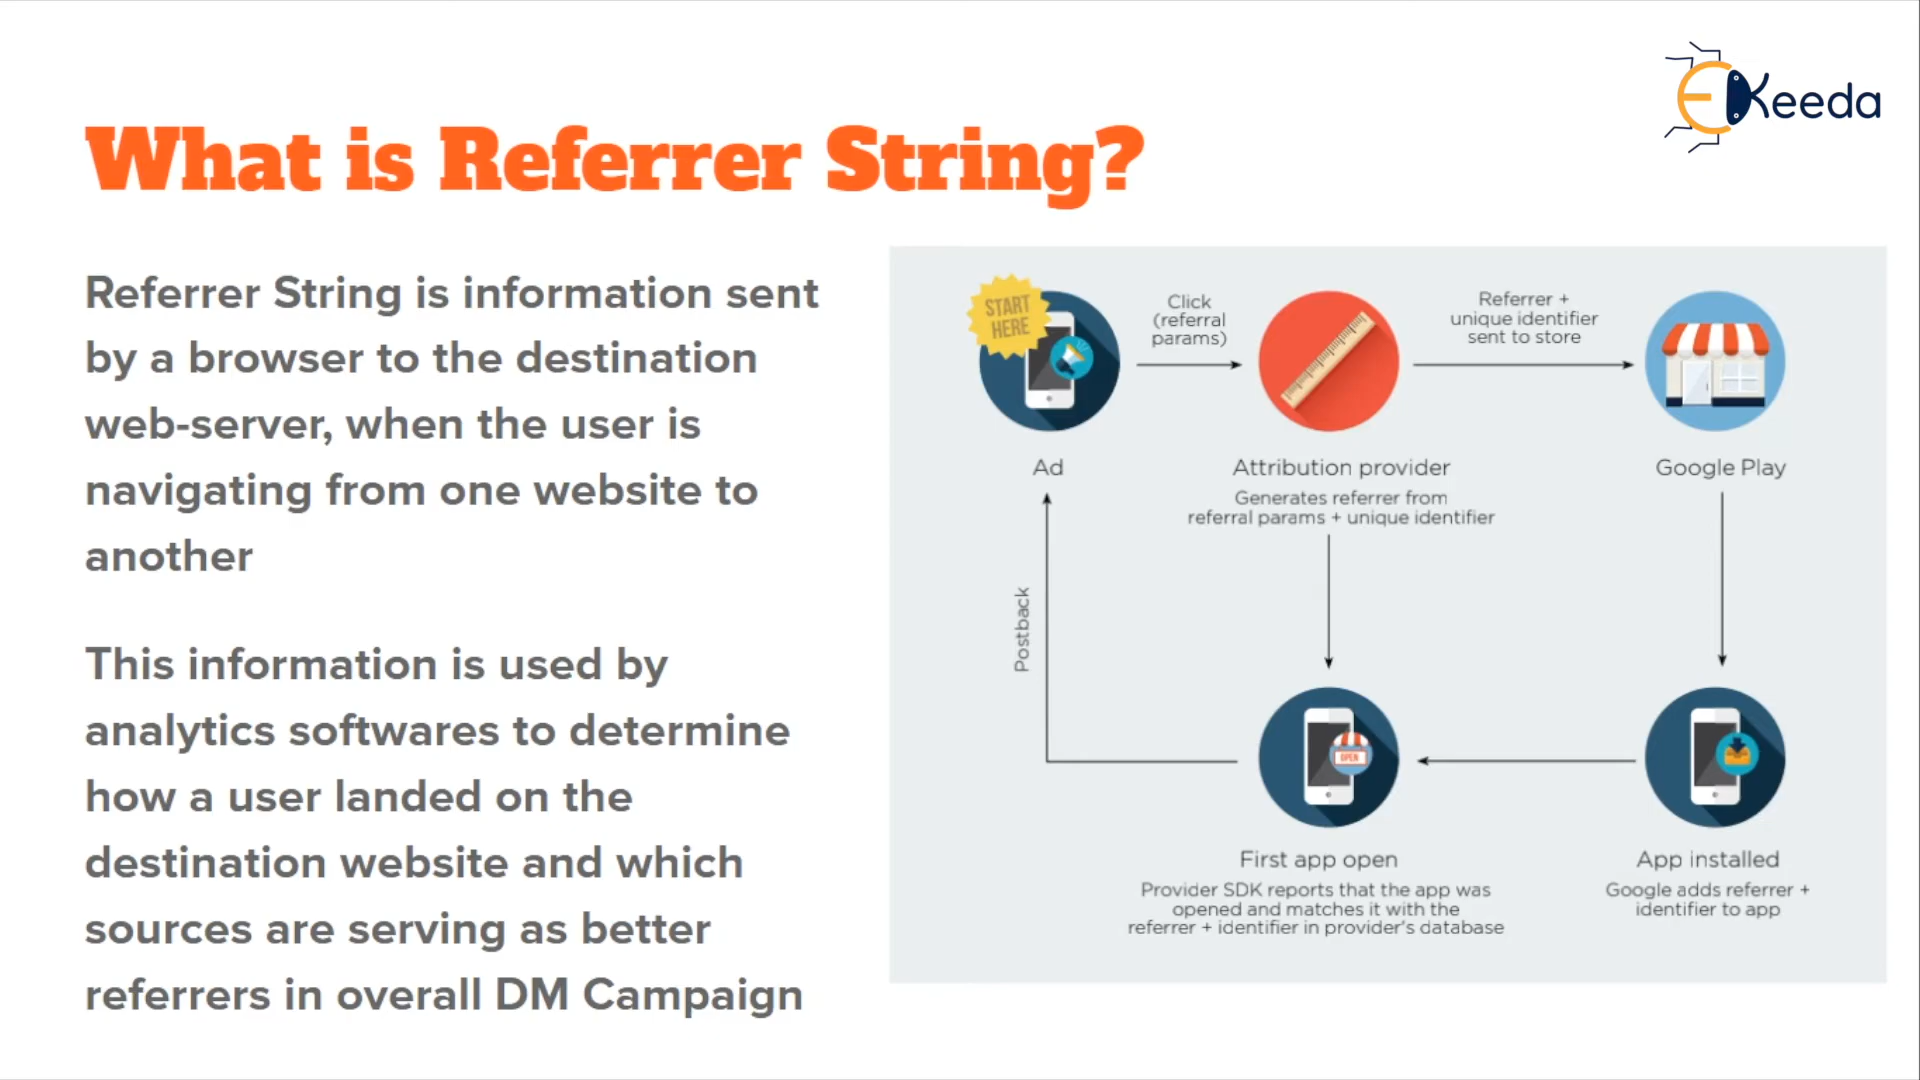 EKeeda
What is Referrer String?
Referrer String is information sent
by a browser to the destination
web-server, when the user is
navigating from one website to
another
This information is used by
analytics softwares to determine
how a user landed on the
destination website and which
sources are serving as better
referrers in overall DM Campaign
START
HERE
Click
(referral
params)
Referrer +
unique identifier
sent to store
Ad
Attribution provider
Generates referrer from
referral params + unique identifier
Google Play
Postback
OPEN
First app open
Provider SDK reports that the app was
opened and matches it with the
referrer + identifier in provider's database
App installed
Google adds referrer +
identifier to app